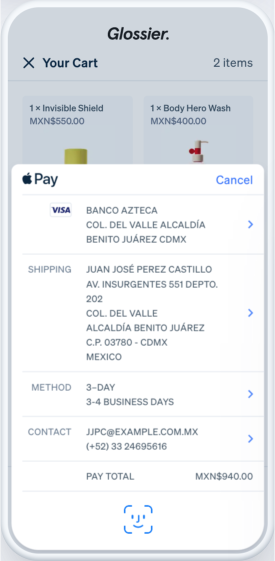 Glossier.
Your Cart 2 items
1 × Invisible Shield
MXN$550.00
1 × Body Hero Wash
MXN$400.00
Pay Cancel
VISA BANCO AZTECA
COL. DEL VALLE ALCALDÍA
BENITO JUÁREZ CDMX
SHIPPING JUAN JOSÉ PEREZ CASTILLO
AV. INSURGENTES 551 DEPTO.
202
COL. DEL VALLE
ALCALDÍA BENITO JUÁREZ
C.P. 03780 - CDMX
MEXICO
METHOD 3-DAY
3-4 BUSINESS DAYS
CONTACT JJPC@EXAMPLE.COM.MX
(+52) 33 24695616
PAY TOTAL MXN$940.00